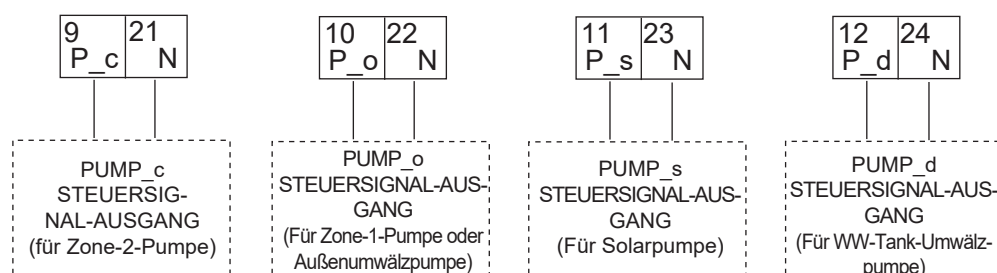 9 21
P_c N
10 22
P_o N
11 23
P_s N
12 24
P_d N
PUMP_c
STEUERSIG-
NAL-AUSGANG
(für Zone-2-Pumpe)
PUMP_o
STEUERSIGNAL-AUS-
GANG
(Für Zone-1-Pumpe oder
Außenumwälzpumpe)
PUMP_s
STEUERSIGNAL-AUS-
GANG
(Für Solarpumpe)
PUMP_d
STEUERSIGNAL-AUS-
GANG
(Für WW-Tank-Umwälz-
pumpe)